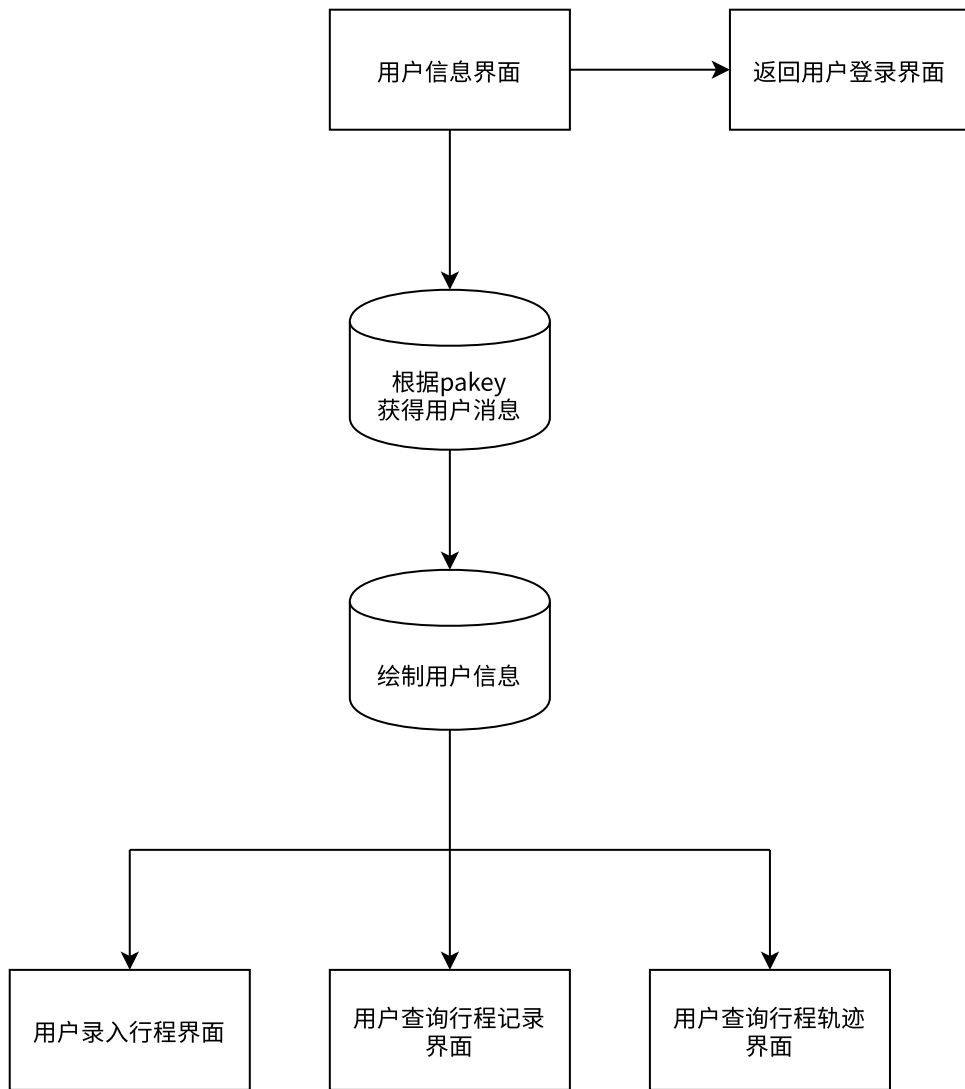 用户信息界面
返回用户登录界面
根据pakey
获得用户消息
绘制用户信息
用户录入行程界面
用户查询行程记录
界面
用户查询行程轨迹
界面